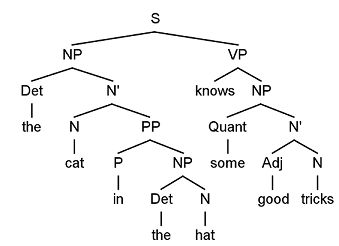 S
NP VP
Det N' knows NP
the N PP Quant N'
cat P NP some Adj N
in Det N good tricks
the hat